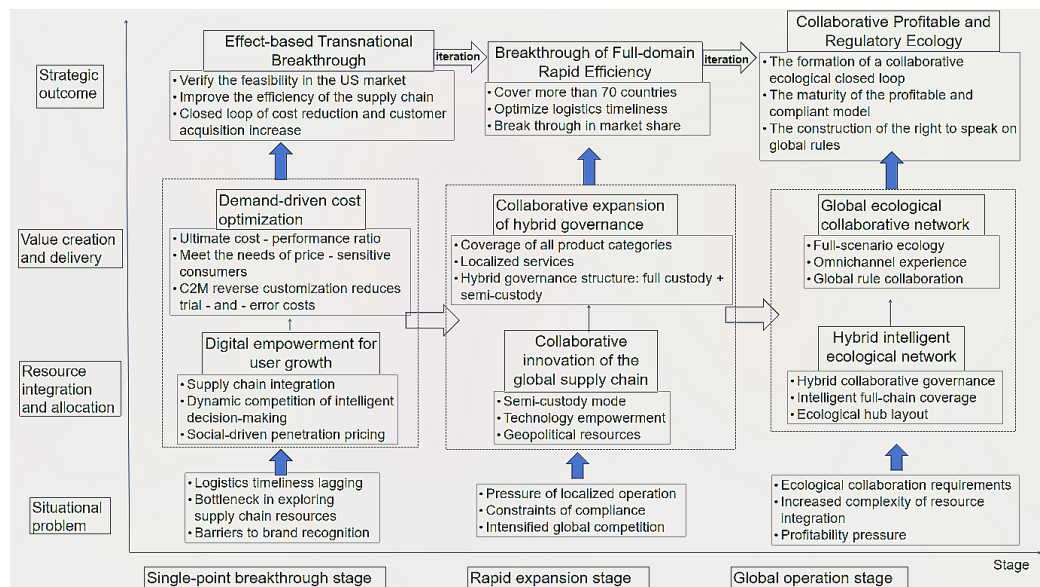 Strategic
outcome
Effect-based Transnational
Breakthrough
• Verify the feasibility in the US market
• Improve the efficiency of the supply chain
• Closed loop of cost reduction and customer
acquisition increase
iteration
Breakthrough of Full-domain
Rapid Efficiency
• Cover more than 70 countries
• Optimize logistics timeliness
• Break through in market share
iteration
Collaborative Profitable and
Regulatory Ecology
• The formation of a collaborative
ecological closed loop
• The maturity of the profitable and
compliant model
• The construction of the right to speak on
global rules
Value creation
and delivery
Demand-driven cost
optimization
• Ultimate cost - performance ratio
• Meet the needs of price - sensitive
consumers
• C2M reverse customization reduces
trial - and - error costs
Collaborative expansion
of hybrid governance
• Coverage of all product categories
• Localized services
• Hybrid governance structure: full custody +
semi-custody
Global ecological
collaborative network
• Full-scenario ecology
• Omnichannel experience
• Global rule collaboration
Resource
integration
and allocation
Digital empowerment for
user growth
• Supply chain integration
• Dynamic competition of intelligent
decision-making
• Social-driven penetration pricing
Collaborative
innovation of the
global supply chain
• Semi-custody mode
• Technology empowerment
• Geopolitical resources
Hybrid intelligent
ecological network
• Hybrid collaborative governance
• Intelligent full-chain coverage
• Ecological hub layout
Situational
problem
• Logistics timeliness lagging
• Bottleneck in exploring
supply chain resources
• Barriers to brand recognition
• Pressure of localized operation
• Constraints of compliance
• Intensified global competition
• Ecological collaboration requirements
• Increased complexity of resource
integration
• Profitability pressure
Stage
Single-point breakthrough stage
Rapid expansion stage
Global operation stage